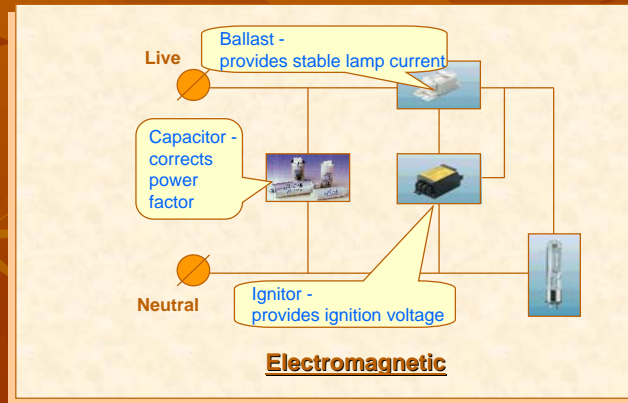 Live
Ballast -
provides stable lamp current
Capacitor -
corrects
power
factor
Neutral
Ignitor -
provides ignition voltage
Electromagnetic